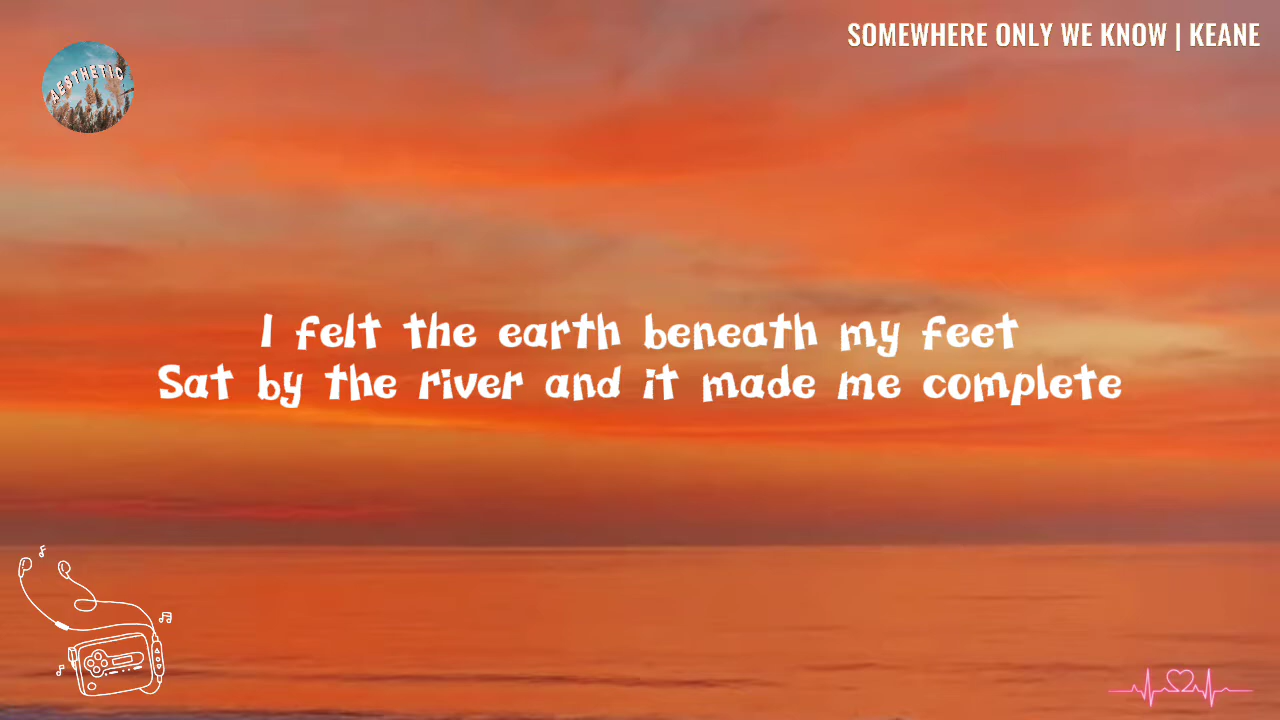 SOMEWHERE ONLY WE KNOW | KEANE
AESTHETIC
I felt the earth beneath my feet
Sat by the river and it made me complete